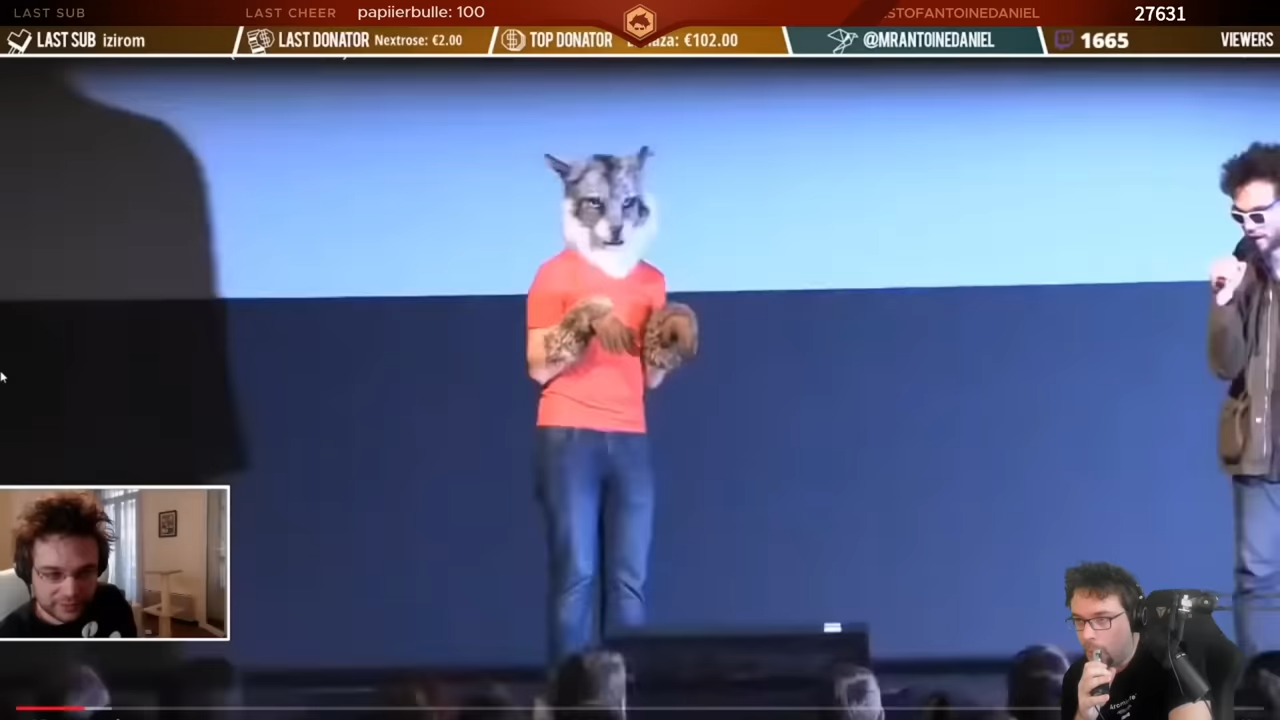 LAST SUB
LAST CHEER papiierbulle: 100
STOFANTOINEDANIEL
27631
LAST SUB izirom
LAST DONATOR Nextrose: €2.00
TOP DONATOR €102.00
@MRANTOINEDANIEL
1665 VIEWERS